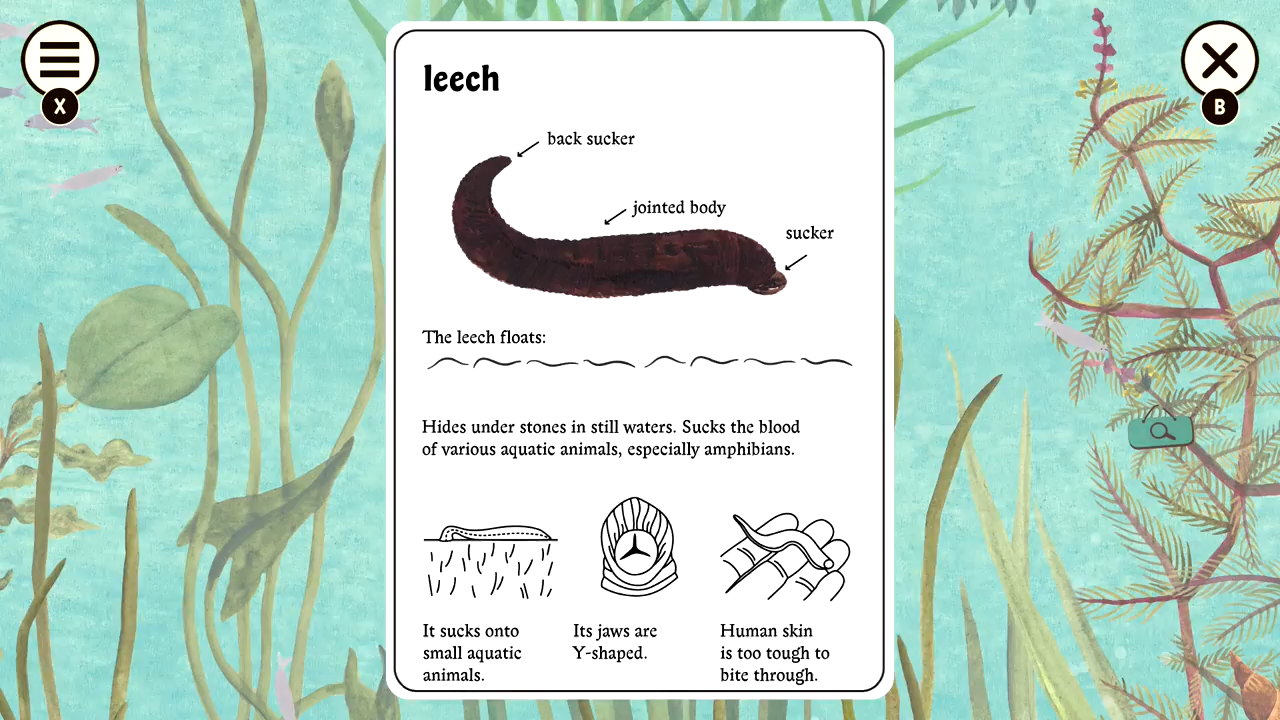 leech
back sucker
jointed body
sucker
The leech floats:
Hides under stones in still waters. Sucks the blood
of various aquatic animals, especially amphibians.
It sucks onto
small aquatic
animals.
Its jaws are
Y-shaped.
Human skin
is too tough to
bite through.
X
B